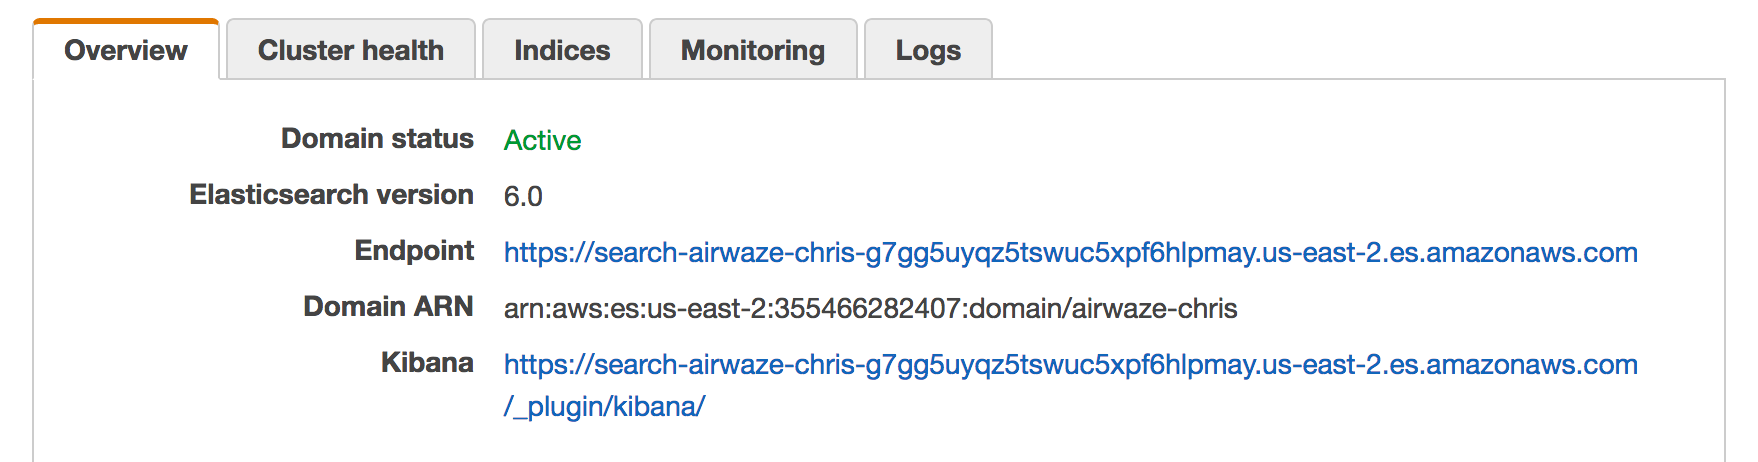 Overview Cluster health Indices Monitoring Logs
Domain status Active
Elasticsearch version 6.0
Endpoint https://search-airwaze-chris-g7gg5uyqz5tswuc5xpf6hlpmay.us-east-2.es.amazonaws.com
Domain ARN arn:aws:es:us-east-2:355466282407:domain/airwaze-chris
Kibana https://search-airwaze-chris-g7gg5uyqz5tswuc5xpf6hlpmay.us-east-2.es.amazonaws.com
/_plugin/kibana/